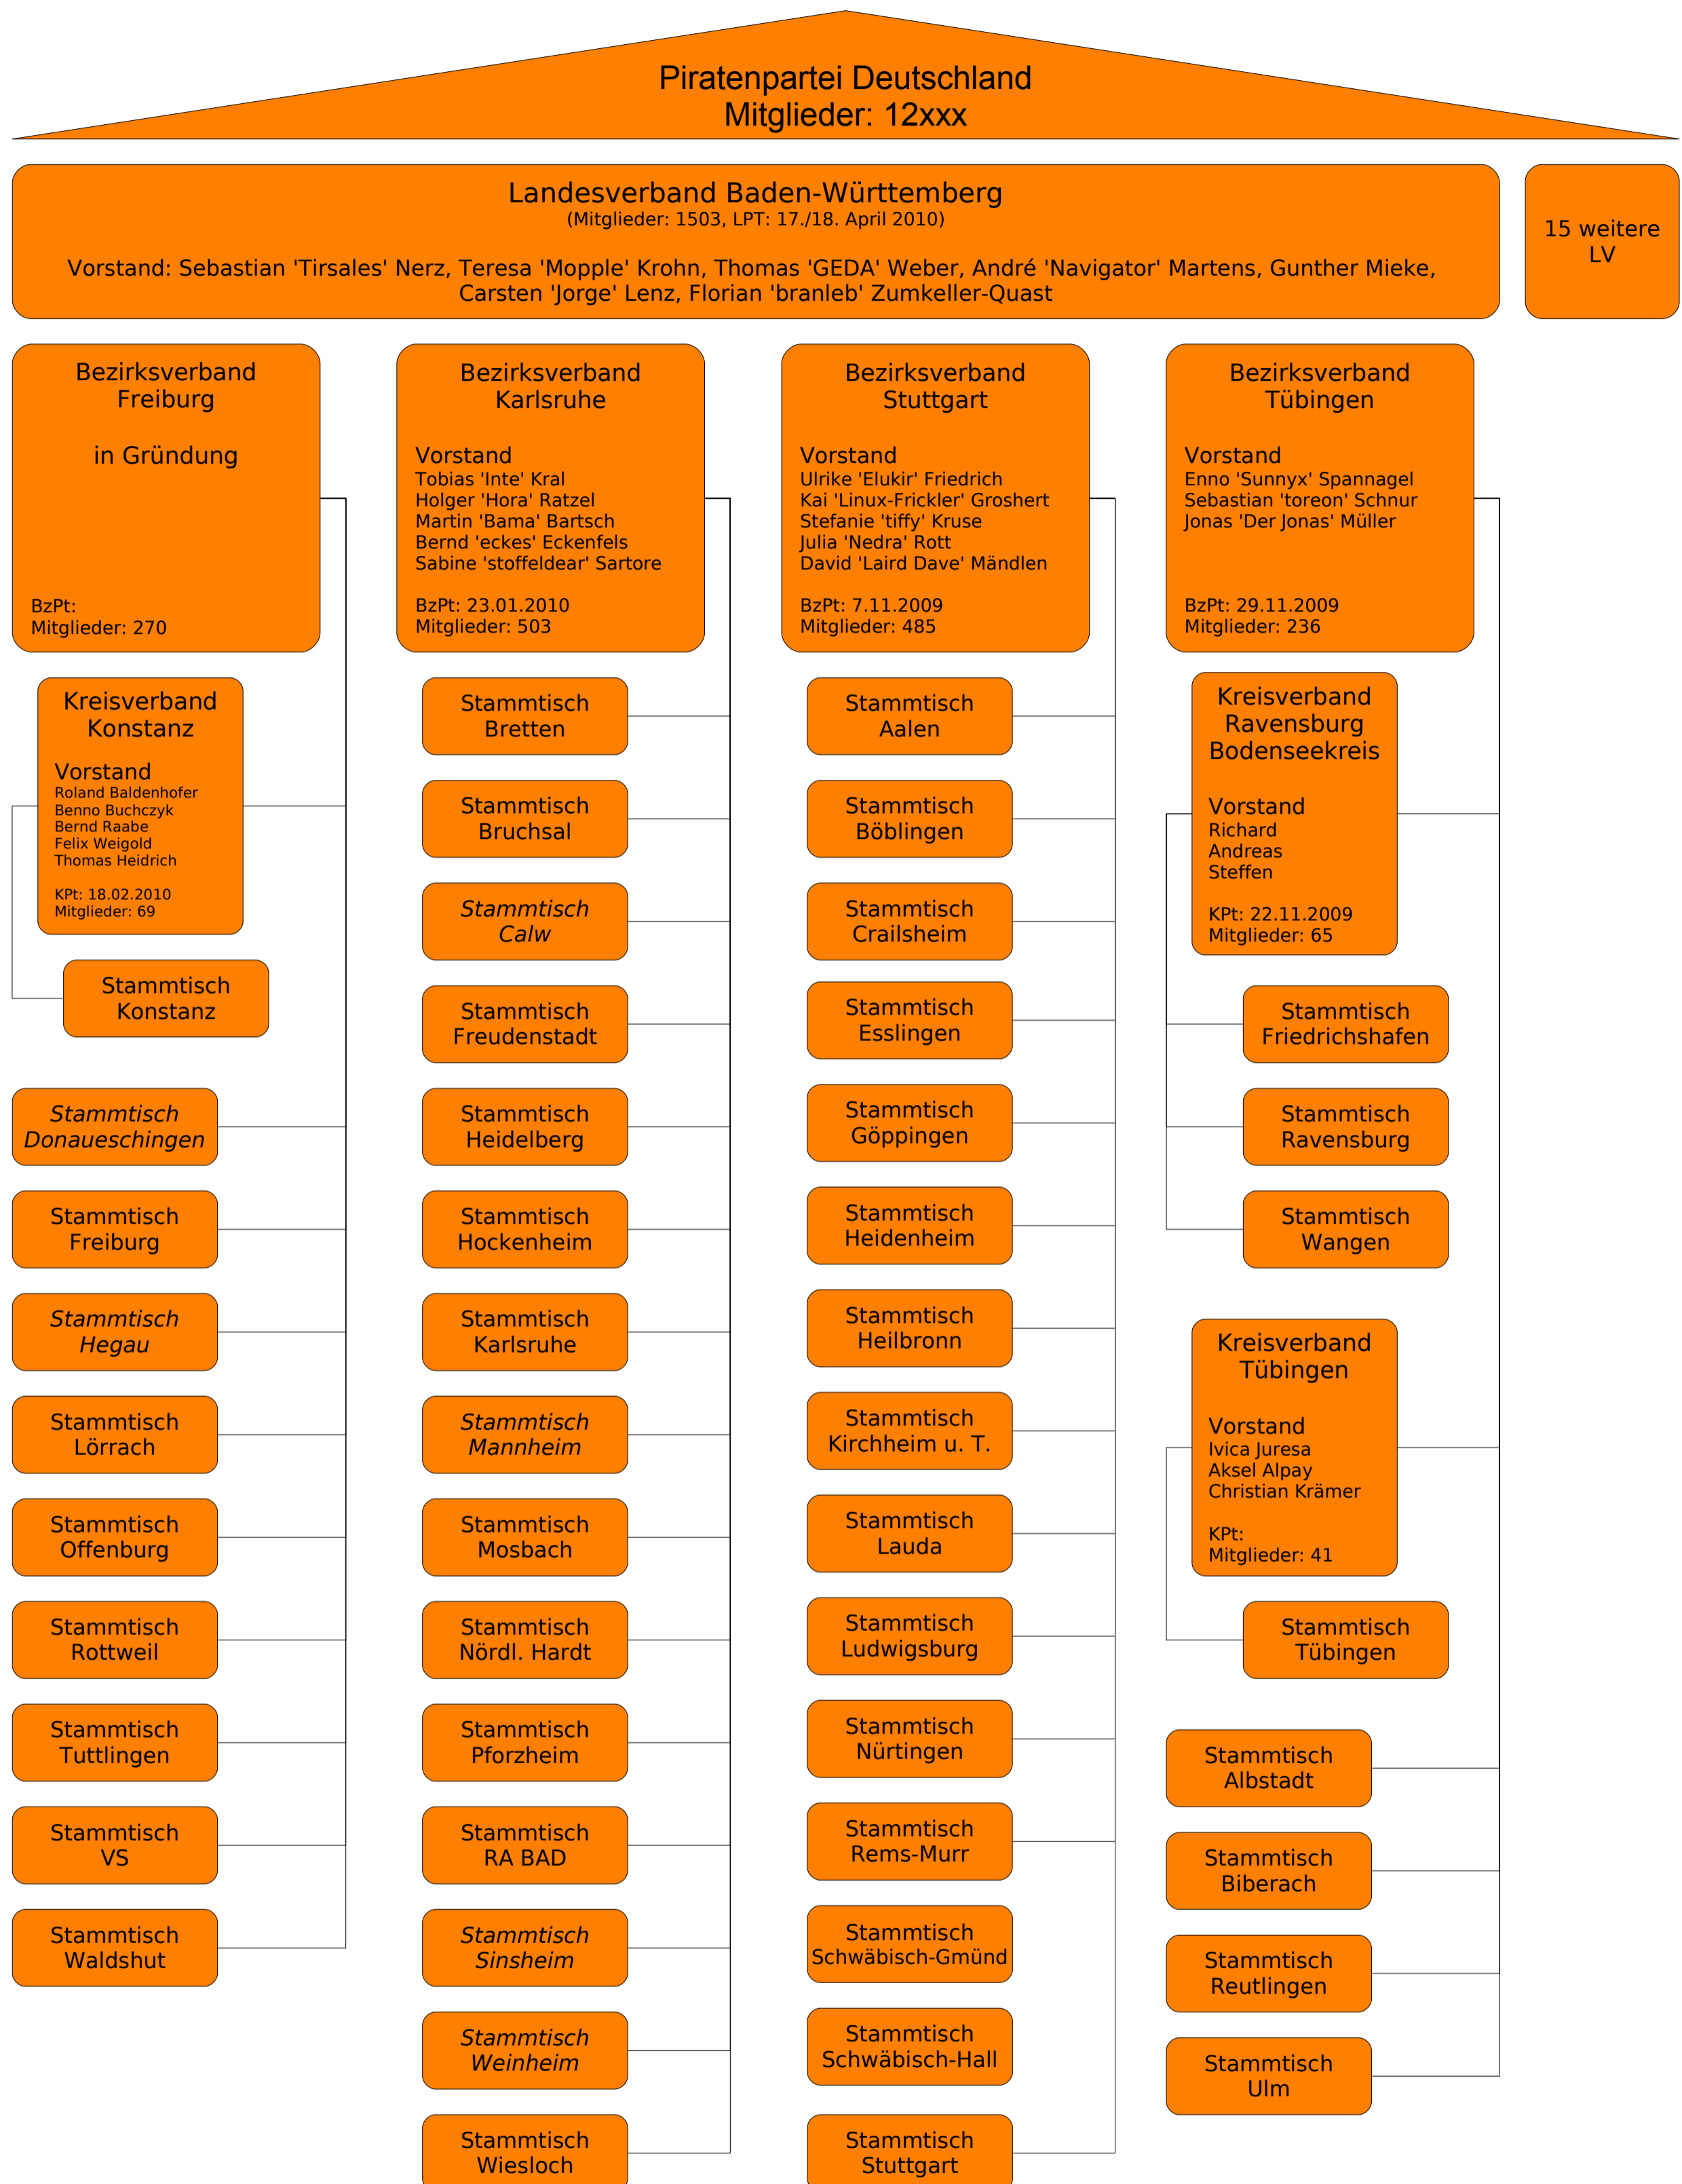 Piratenpartei Deutschland
Mitglieder: 12xxx
Landesverband Baden-Württemberg
(Mitglieder: 1503, LPT: 17./18. April 2010)
Vorstand: Sebastian 'Tirsales' Nerz, Teresa 'Mopple' Krohn, Thomas 'GEDA' Weber, André 'Navigator' Martens, Gunther Mieke,
Carsten 'Jorge' Lenz, Florian 'branleb' Zumkeller-Quast
15 weitere
LV
Bezirksverband
Freiburg
in Gründung
BzPt:
Mitglieder: 270
Kreisverband
Konstanz
Vorstand
Roland Baldenhofer
Benno Buchczyk
Bernd Raabe
Felix Weigold
Thomas Heidrich
KPt: 18.02.2010
Mitglieder: 69
Stammtisch
Konstanz
Stammtisch
Donaueschingen
Stammtisch
Freiburg
Stammtisch
Hegau
Stammtisch
Lörrach
Stammtisch
Offenburg
Stammtisch
Rottweil
Stammtisch
Tuttlingen
Stammtisch
VS
Stammtisch
Waldshut
Bezirksverband
Karlsruhe
Vorstand
Tobias 'Inte' Kral
Holger 'Hora' Ratzel
Martin 'Bama' Bartsch
Bernd 'eckes' Eckenfels
Sabine 'stoffeldear' Sartore
BzPt: 23.01.2010
Mitglieder: 503
Stammtisch
Bretten
Stammtisch
Bruchsal
Stammtisch
Calw
Stammtisch
Freudenstadt
Stammtisch
Heidelberg
Stammtisch
Hockenheim
Stammtisch
Karlsruhe
Stammtisch
Mannheim
Stammtisch
Mosbach
Stammtisch
Nördl. Hardt
Stammtisch
Pforzheim
Stammtisch
RA BAD
Stammtisch
Sinsheim
Stammtisch
Weinheim
Stammtisch
Wiesloch
Bezirksverband
Stuttgart
Vorstand
Ulrike 'Elukir' Friedrich
Kai 'Linux-Frickler' Groshert
Stefanie 'tiffy' Kruse
Julia 'Nedra' Rott
David 'Laird Dave' Mändlen
BzPt: 7.11.2009
Mitglieder: 485
Stammtisch
Aalen
Stammtisch
Böblingen
Stammtisch
Crailsheim
Stammtisch
Esslingen
Stammtisch
Göppingen
Stammtisch
Heidenheim
Stammtisch
Heilbronn
Stammtisch
Kirchheim u. T.
Stammtisch
Lauda
Stammtisch
Ludwigsburg
Stammtisch
Nürtingen
Stammtisch
Rems-Murr
Stammtisch
Schwäbisch-Gmünd
Stammtisch
Schwäbisch-Hall
Stammtisch
Stuttgart
Bezirksverband
Tübingen
Vorstand
Enno 'Sunnyx' Spannagel
Sebastian 'toreon' Schnur
Jonas 'Der Jonas' Müller
BzPt: 29.11.2009
Mitglieder: 236
Kreisverband
Ravensburg
Bodenseekreis
Vorstand
Richard
Andreas
Steffen
KPt: 22.11.2009
Mitglieder: 65
Stammtisch
Friedrichshafen
Stammtisch
Ravensburg
Stammtisch
Wangen
Kreisverband
Tübingen
Vorstand
Ivica Juresa
Aksel Alpay
Christian Krämer
KPt:
Mitglieder: 41
Stammtisch
Tübingen
Stammtisch
Albstadt
Stammtisch
Biberach
Stammtisch
Reutlingen
Stammtisch
Ulm